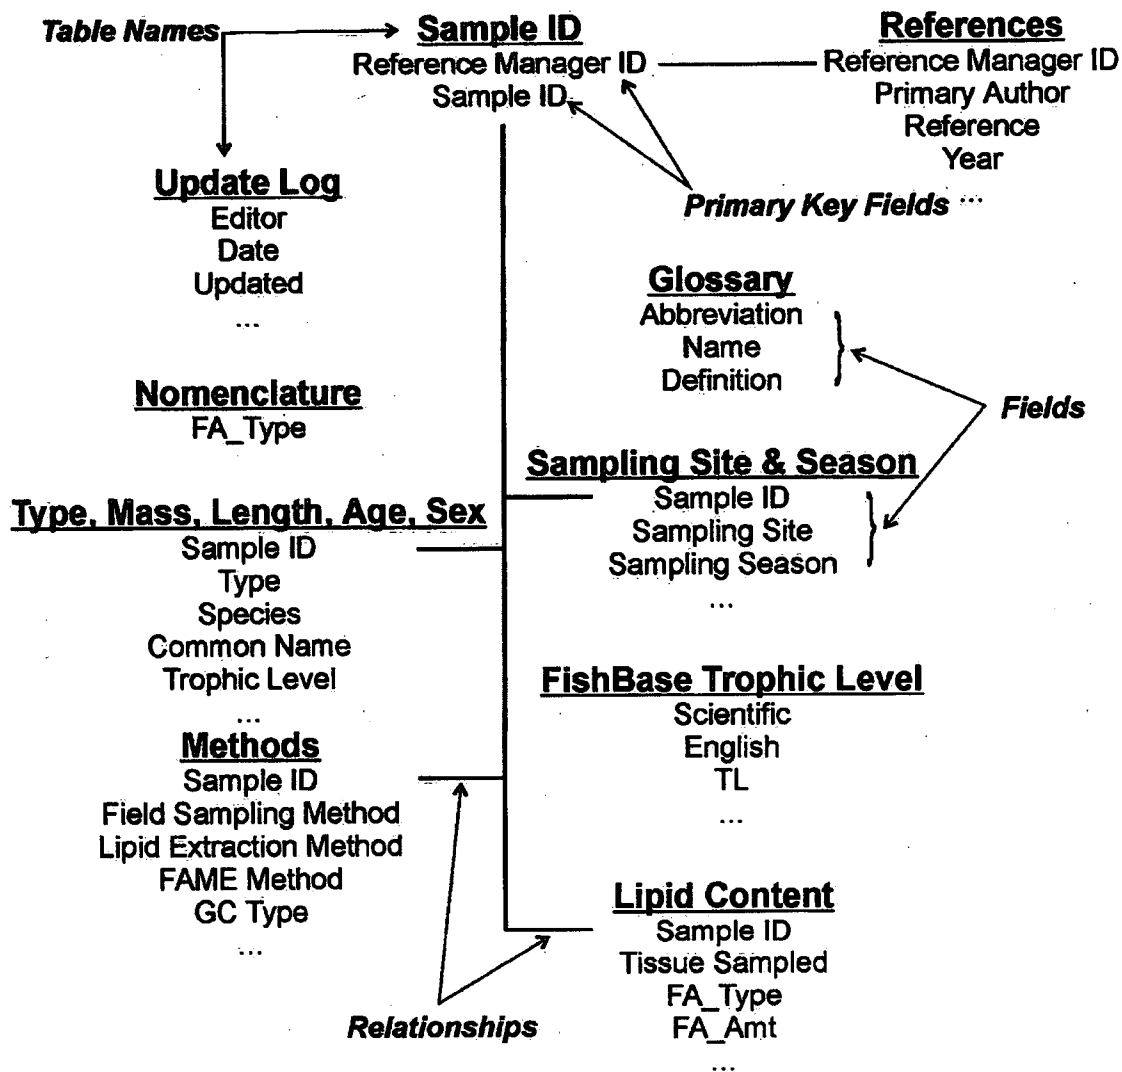 Table Names
Sample ID
Reference Manager ID
Sample ID
References
Reference Manager ID
Primary Author
Reference
Year
...
Primary Key Fields
Update Log
Editor
Date
Updated
...
Glossary
Abbreviation
Name
Definition
Fields
Nomenclature
FA_Type
Sampling Site & Season
Sample ID
Sampling Site
Sampling Season
...
Type, Mass, Length, Age, Sex
Sample ID
Type
Species
Common Name
Trophic Level
...
FishBase Trophic Level
Scientific
English
TL
...
Methods
Sample ID
Field Sampling Method
Lipid Extraction Method
FAME Method
GC Type
...
Lipid Content
Sample ID
Tissue Sampled
FA_Type
FA_Amt
...
Relationships